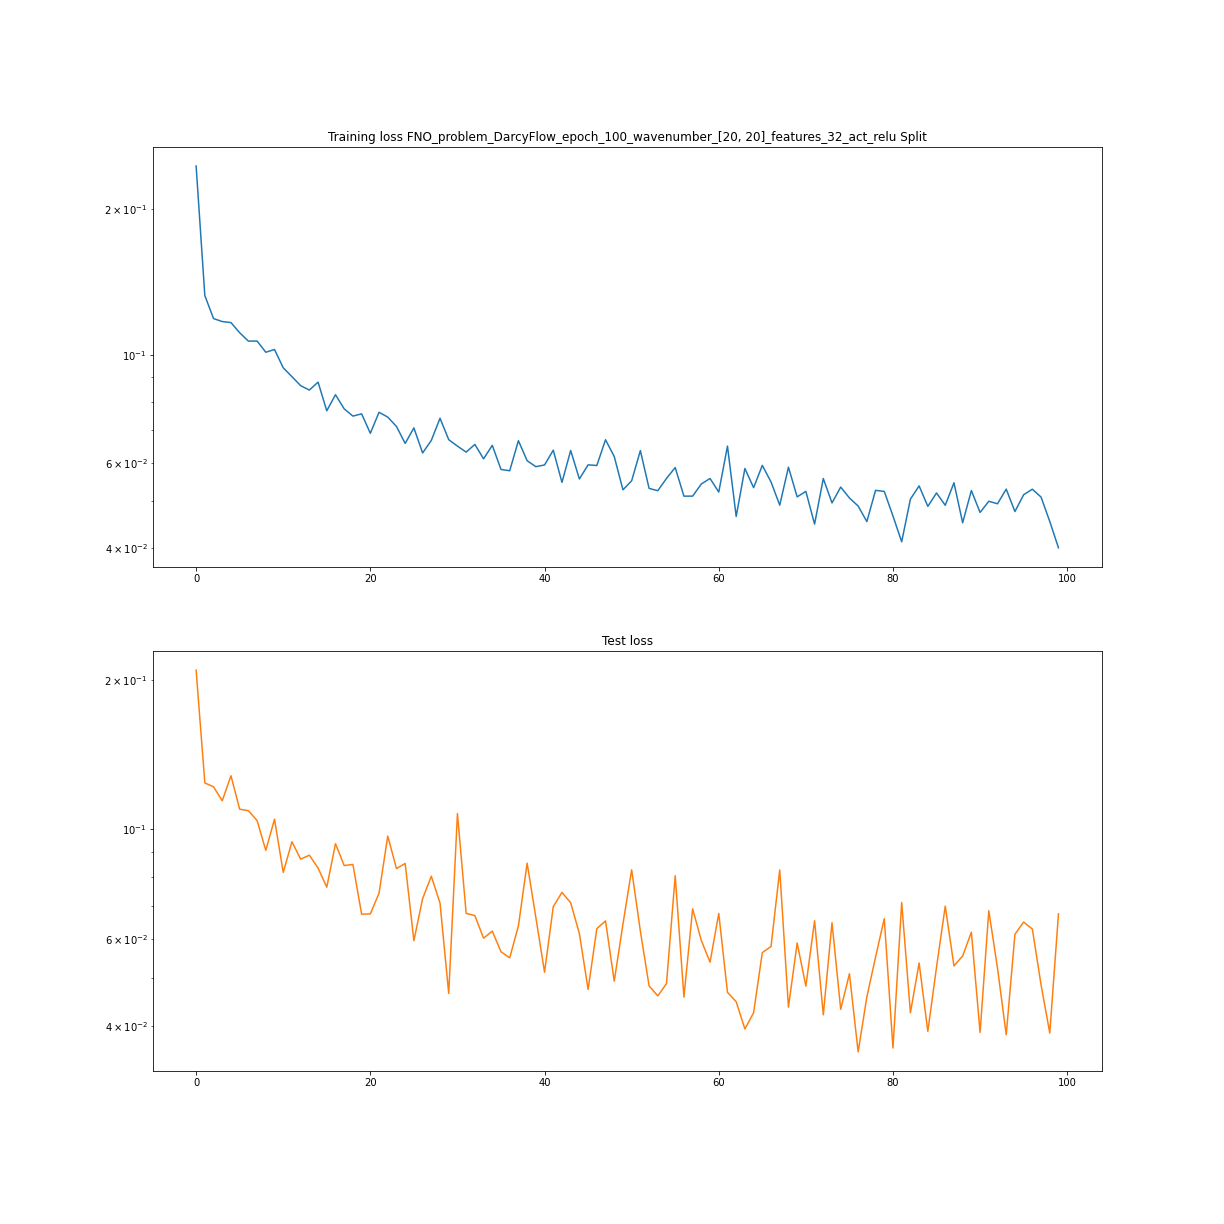 Training loss FNO_problem_DarcyFlow_epoch_100_wavenumber_[20, 20]_features_32_act_relu Split
2 × 10⁻¹
10⁻¹
6 × 10⁻²
4 × 10⁻²
0 20 40 60 80 100
Test loss
2 × 10⁻¹
10⁻¹
6 × 10⁻²
4 × 10⁻²
0 20 40 60 80 100